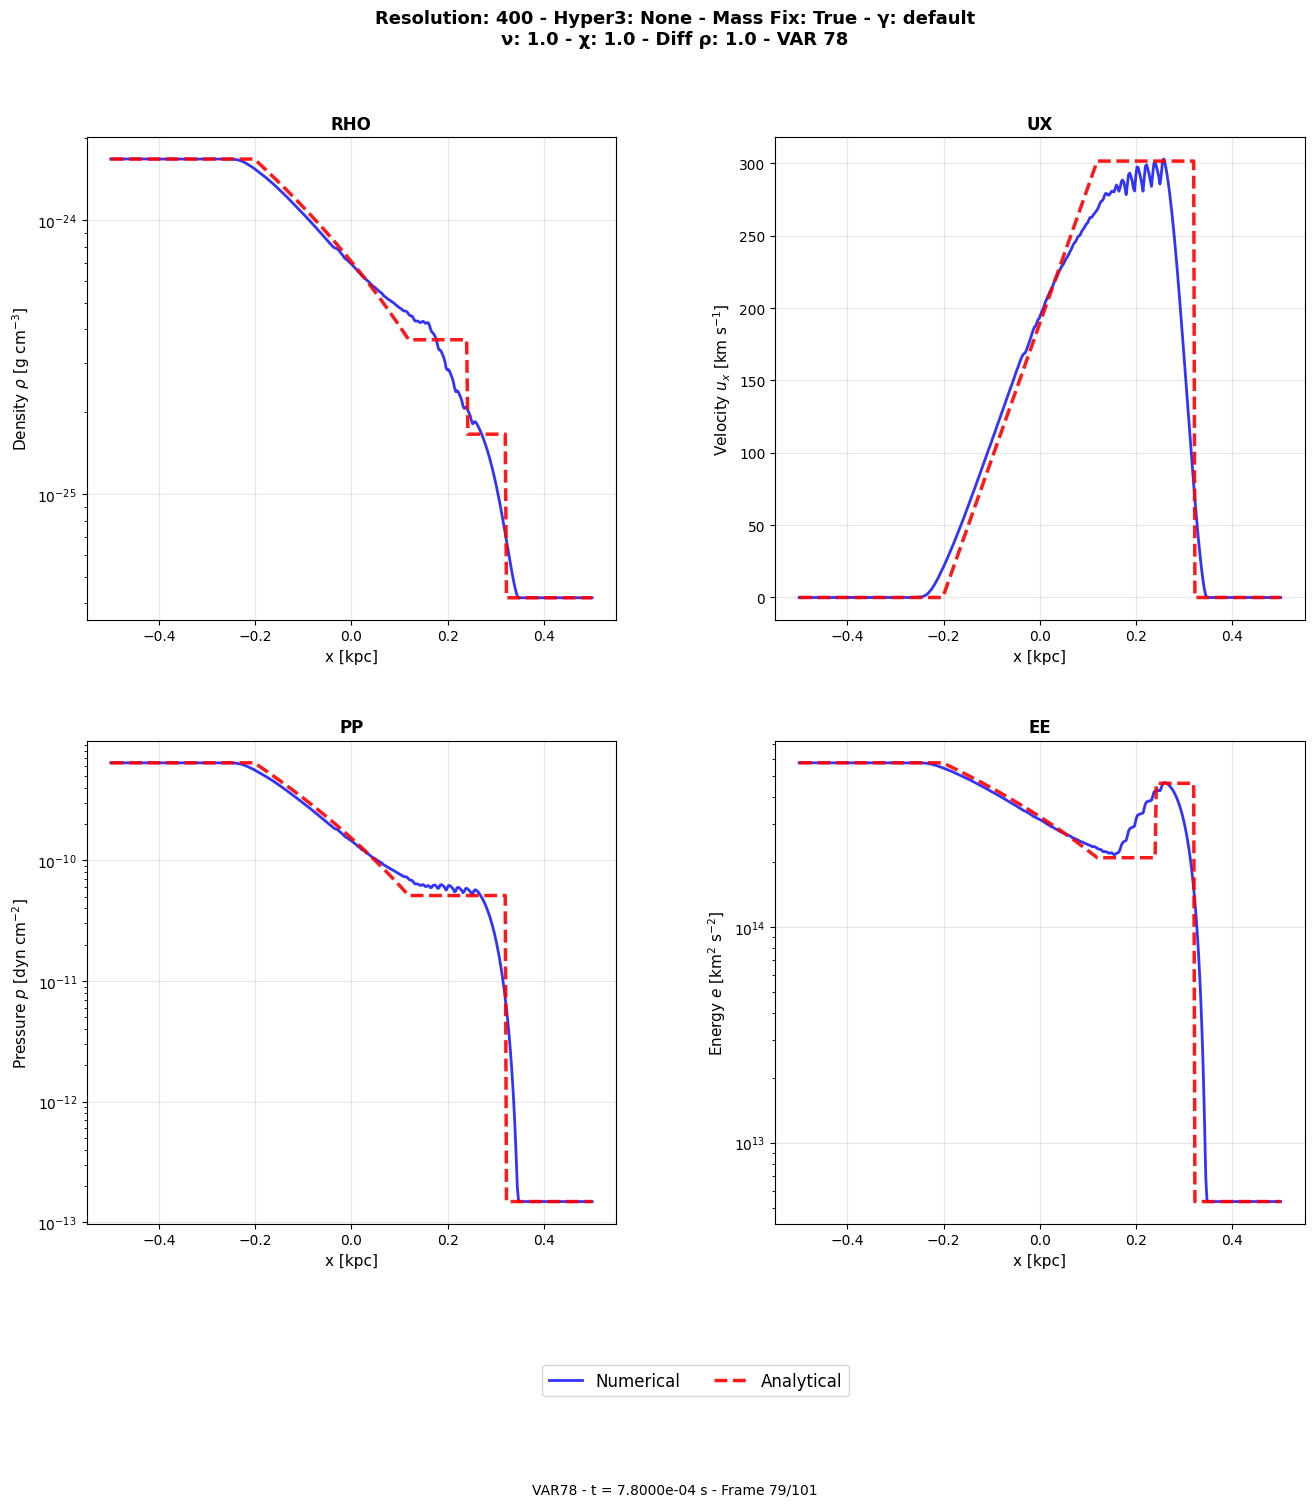 Resolution: 400 - Hyper3: None - Mass Fix: True - γ: default
ν: 1.0 - χ: 1.0 - Diff ρ: 1.0 - VAR 78
RHO
UX
10⁻²⁴
10⁻²⁵
Density ρ [g cm⁻³]
−0.4 −0.2 0.0 0.2 0.4
x [kpc]
300
250
200
150
100
50
0
Velocity uₓ [km s⁻¹]
−0.4 −0.2 0.0 0.2 0.4
x [kpc]
PP
EE
10⁻¹⁰
10⁻¹¹
10⁻¹²
10⁻¹³
Pressure p [dyn cm⁻²]
−0.4 −0.2 0.0 0.2 0.4
x [kpc]
10¹⁴
10¹³
Energy e [km² s⁻²]
−0.4 −0.2 0.0 0.2 0.4
x [kpc]
Numerical Analytical
VAR78 - t = 7.8000e-04 s - Frame 79/101